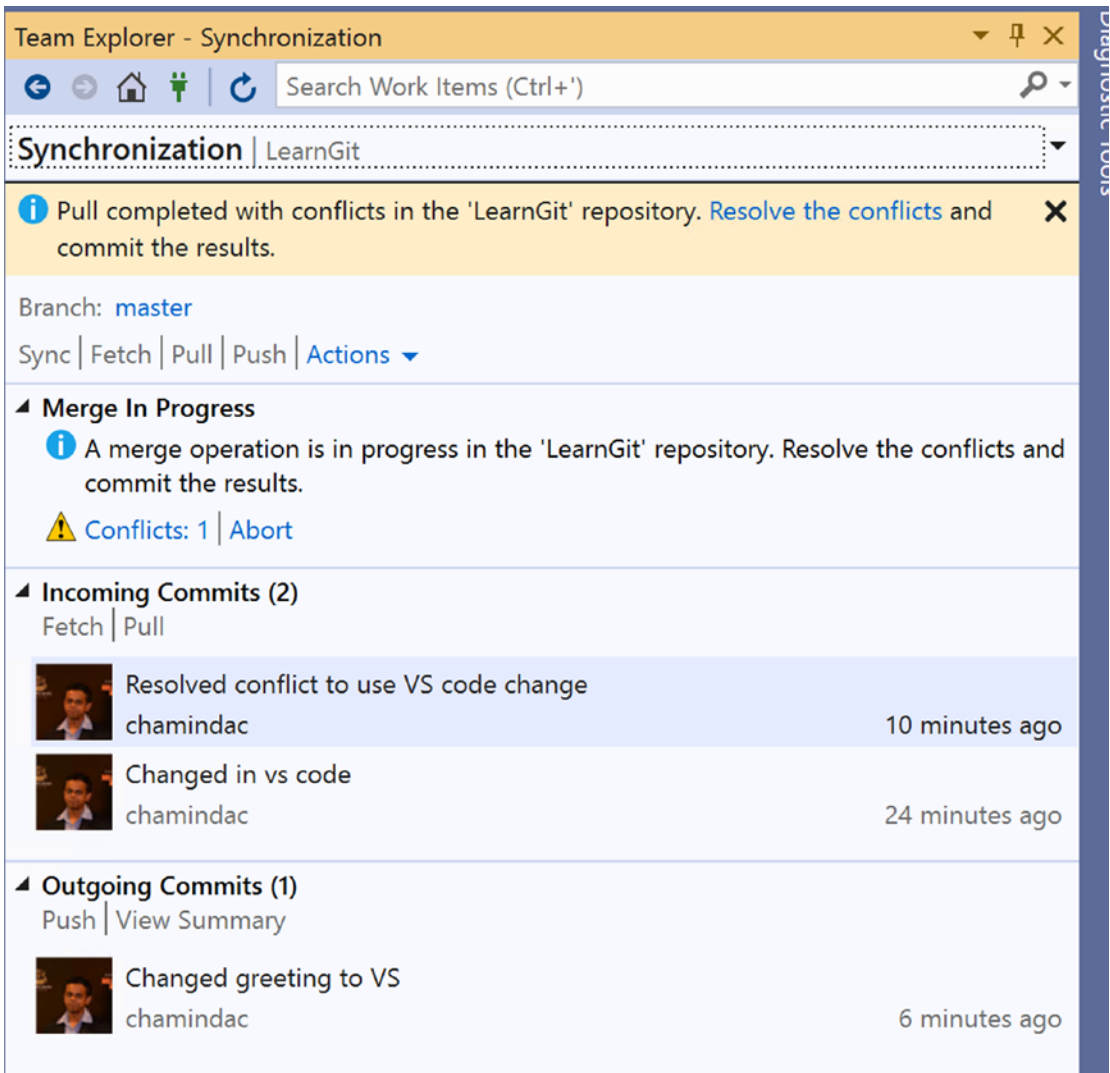 Team Explorer - Synchronization
Search Work Items (Ctrl+')
Synchronization | LearnGit
Pull completed with conflicts in the 'LearnGit' repository. Resolve the conflicts and
commit the results.
Branch: master
Sync | Fetch | Pull | Push | Actions
Merge In Progress
A merge operation is in progress in the 'LearnGit' repository. Resolve the conflicts and
commit the results.
Conflicts: 1 | Abort
Incoming Commits (2)
Fetch | Pull
Resolved conflict to use VS code change
chamindac 10 minutes ago
Changed in vs code
chamindac 24 minutes ago
Outgoing Commits (1)
Push | View Summary
Changed greeting to VS
chamindac 6 minutes ago
Diagnostic Tools